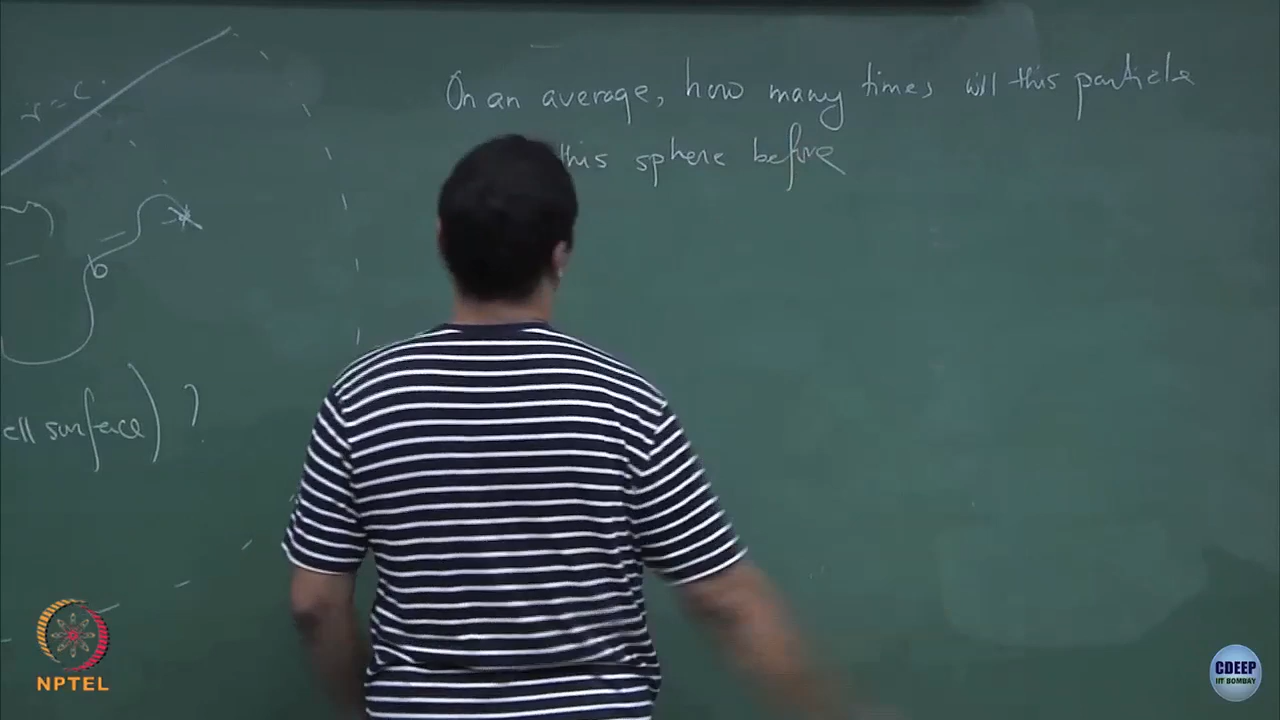 On an average, how many times will this particle
this sphere before
r = c
b
ell surface) ?
NPTEL
CDEEP
IIT BOMBAY